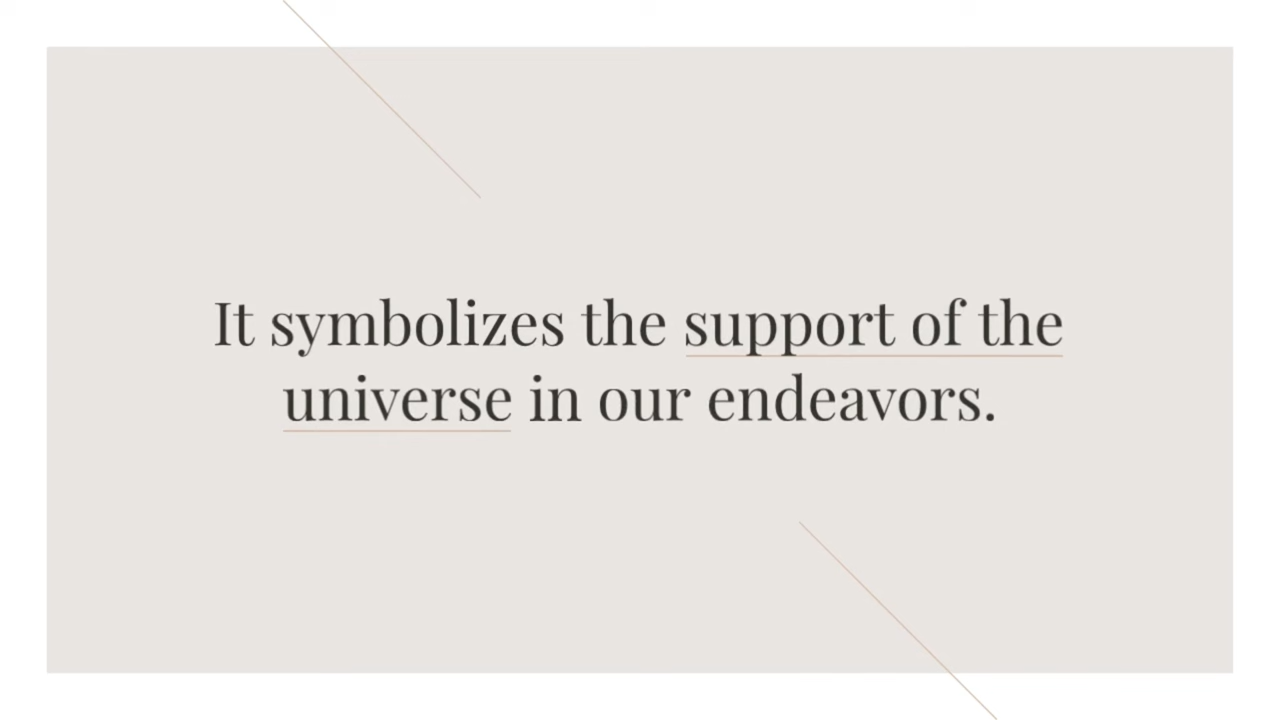 It symbolizes the support of the
universe in our endeavors.